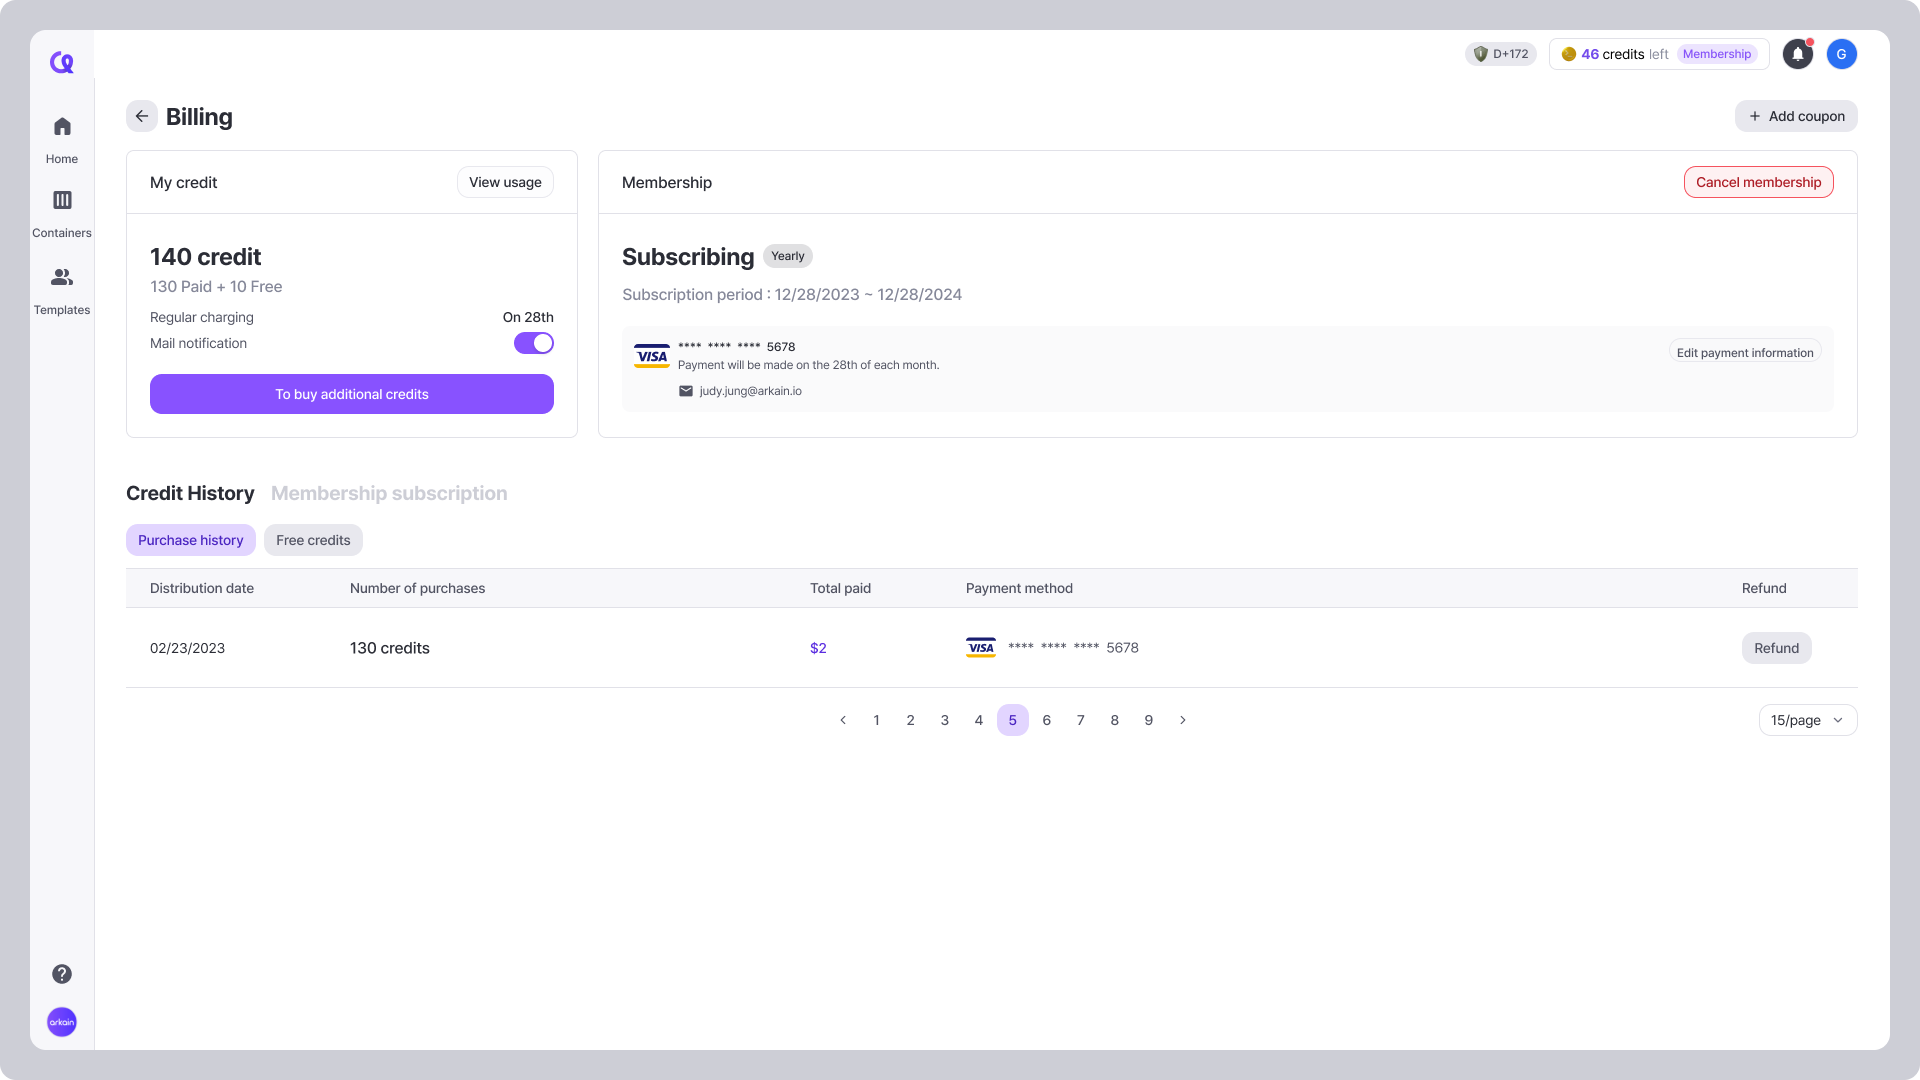 D+172
46 credits left Membership
G
Home
Containers
Templates
arkain
Billing
+ Add coupon
My credit
View usage
140 credit
130 Paid + 10 Free
Regular charging On 28th
Mail notification
To buy additional credits
Membership
Cancel membership
Subscribing Yearly
Subscription period : 12/28/2023 ~ 12/28/2024
VISA **** **** **** 5678
Payment will be made on the 28th of each month.
judy.jung@arkain.io
Edit payment information
Credit History Membership subscription
Purchase history Free credits
Distribution date Number of purchases Total paid Payment method Refund
02/23/2023 130 credits $2 VISA **** **** **** 5678 Refund
1 2 3 4 5 6 7 8 9
15/page